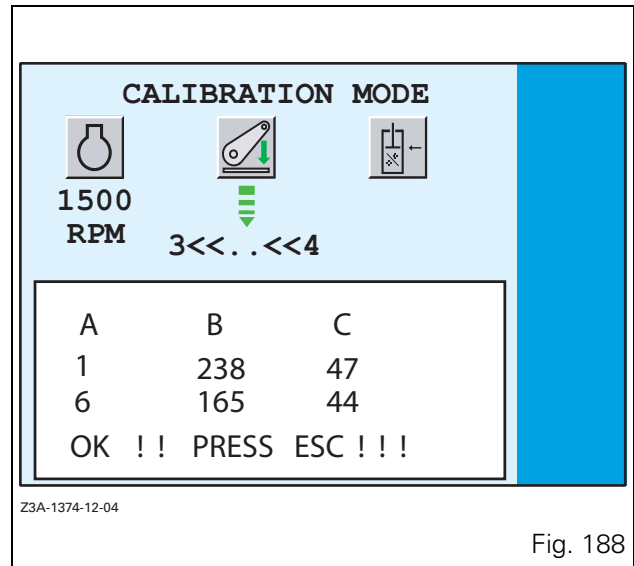 CALIBRATION MODE
1500
RPM
3<<..<<4
A B C
1 238 47
6 165 44
OK !! PRESS ESC !!!
Z3A-1374-12-04
Fig. 188